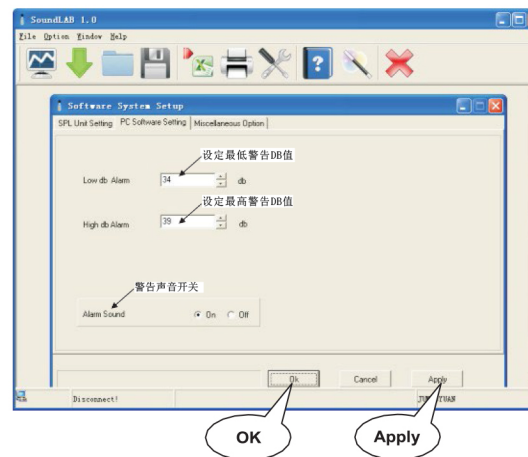 SoundLAB 1.0
File Option Window Help
Software System Setup
SPL Unit Setting PC Software Setting Miscellaneous Option
设定最低警告DB值
Low db Alarm 34 db
设定最高警告DB值
High db Alarm 39 db
警告声音开关
Alarm Sound On Off
Ok Cancel Apply
Disconnect!
OK Apply